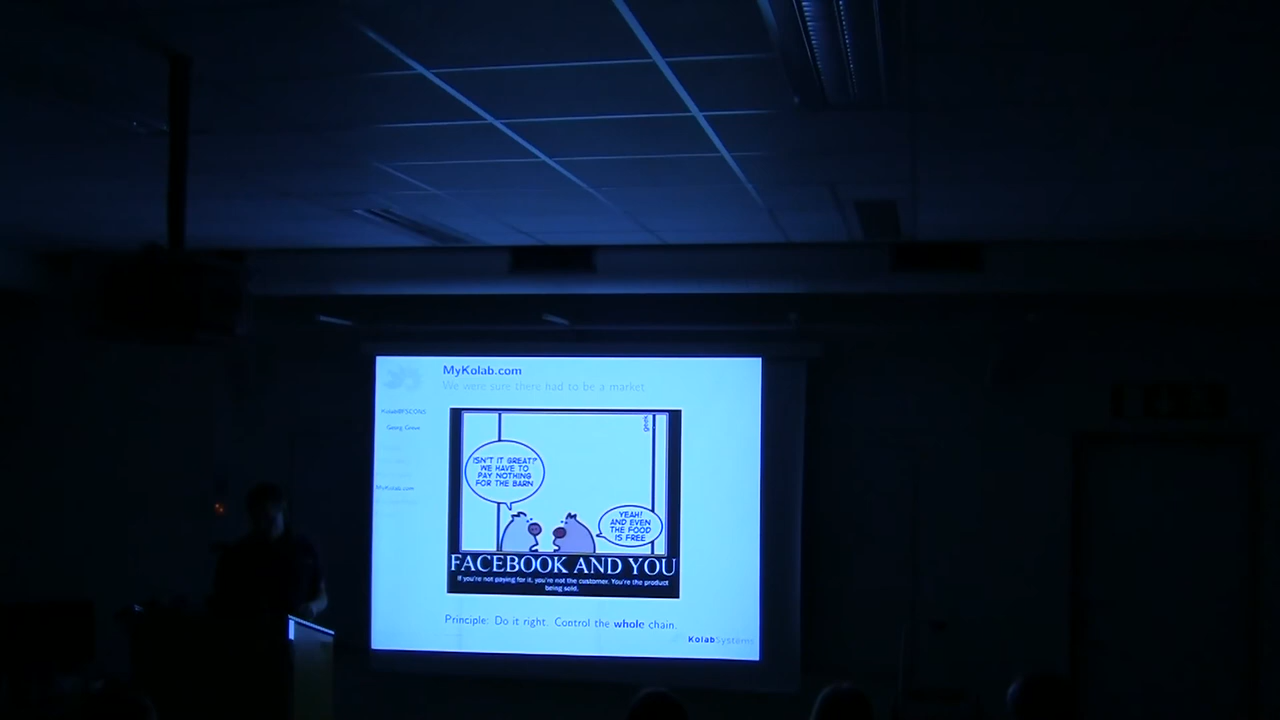 MyKolab.com
We were sure there had to be a market.
Kolab@FSCONS
Georg Greve
MyKolab.com
geek
ISN'T IT GREAT?
WE HAVE TO
PAY NOTHING
FOR THE BARN
YEAH!
AND EVEN
THE FOOD
IS FREE
FACEBOOK AND YOU
If you're not paying for it, you're not the customer. You're the product
being sold.
Principle: Do it right. Control the whole chain.
KolabSystems